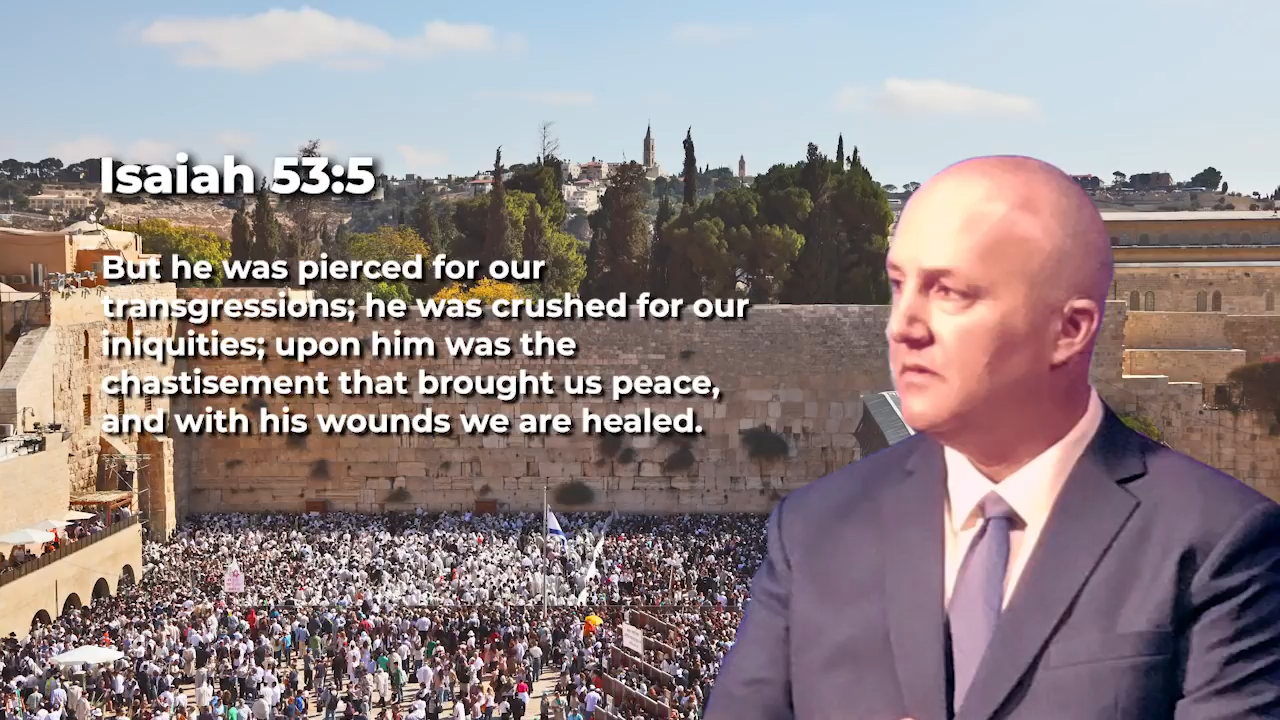 Isaiah 53:5
But he was pierced for our
transgressions; he was crushed for our
iniquities; upon him was the
chastisement that brought us peace,
and with his wounds we are healed.